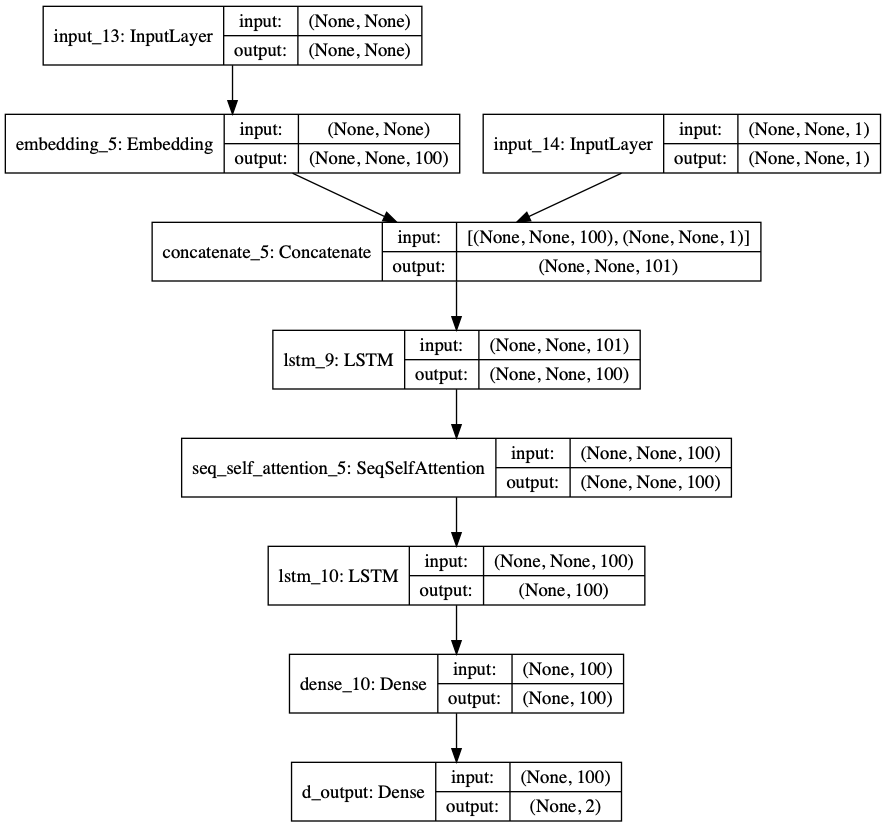 input_13: InputLayer
input: (None, None)
output: (None, None)
embedding_5: Embedding
input: (None, None)
output: (None, None, 100)
input_14: InputLayer
input: (None, None, 1)
output: (None, None, 1)
concatenate_5: Concatenate
input: [(None, None, 100), (None, None, 1)]
output: (None, None, 101)
lstm_9: LSTM
input: (None, None, 101)
output: (None, None, 100)
seq_self_attention_5: SeqSelfAttention
input: (None, None, 100)
output: (None, None, 100)
lstm_10: LSTM
input: (None, None, 100)
output: (None, 100)
dense_10: Dense
input: (None, 100)
output: (None, 100)
d_output: Dense
input: (None, 100)
output: (None, 2)